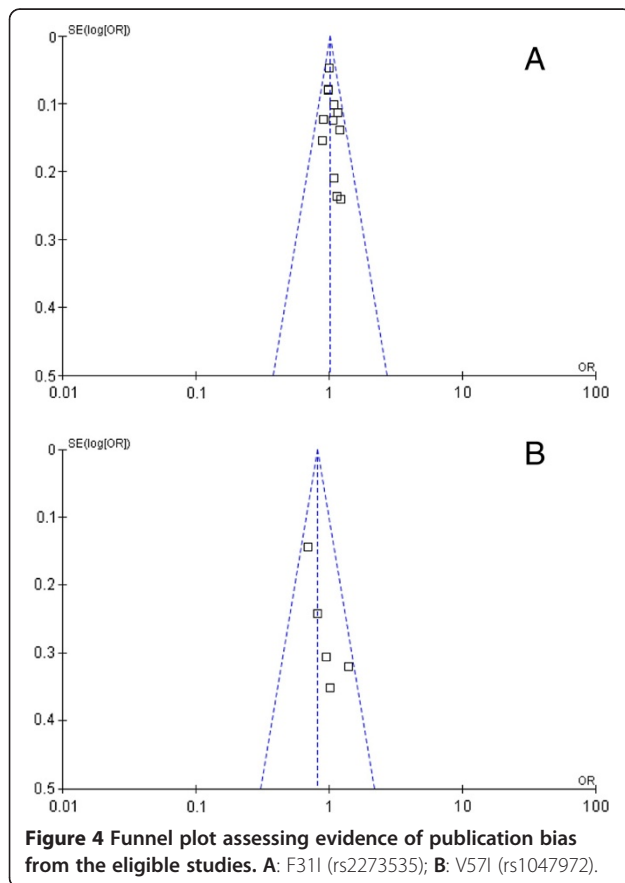 SE(log[OR])
A
0
0.1
0.2
0.3
0.4
0.5
OR
0.01
0.1
1
10
100
SE(log[OR])
B
0
0.1
0.2
0.3
0.4
0.5
OR
0.01
0.1
1
10
100
Figure 4 Funnel plot assessing evidence of publication bias
from the eligible studies. A: F31I (rs2273535); B: V57I (rs1047972).